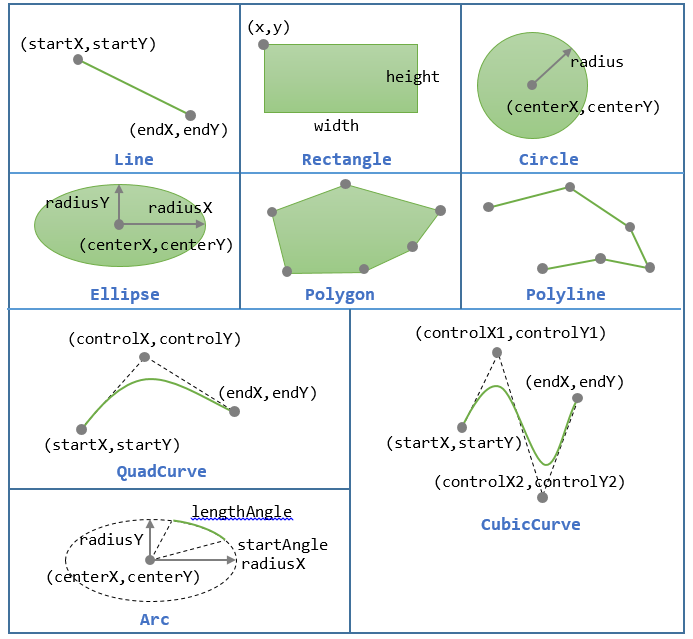 (startX,startY)
(endX,endY)
Line
(x,y)
height
width
Rectangle
radius
(centerX,centerY)
Circle
radiusY
radiusX
(centerX,centerY)
Ellipse
Polygon
Polyline
(controlX,controlY)
(endX,endY)
(startX,startY)
QuadCurve
(controlX1,controlY1)
(endX,endY)
(startX,startY)
(controlX2,controlY2)
CubicCurve
lengthAngle
radiusY
startAngle
radiusX
(centerX,centerY)
Arc